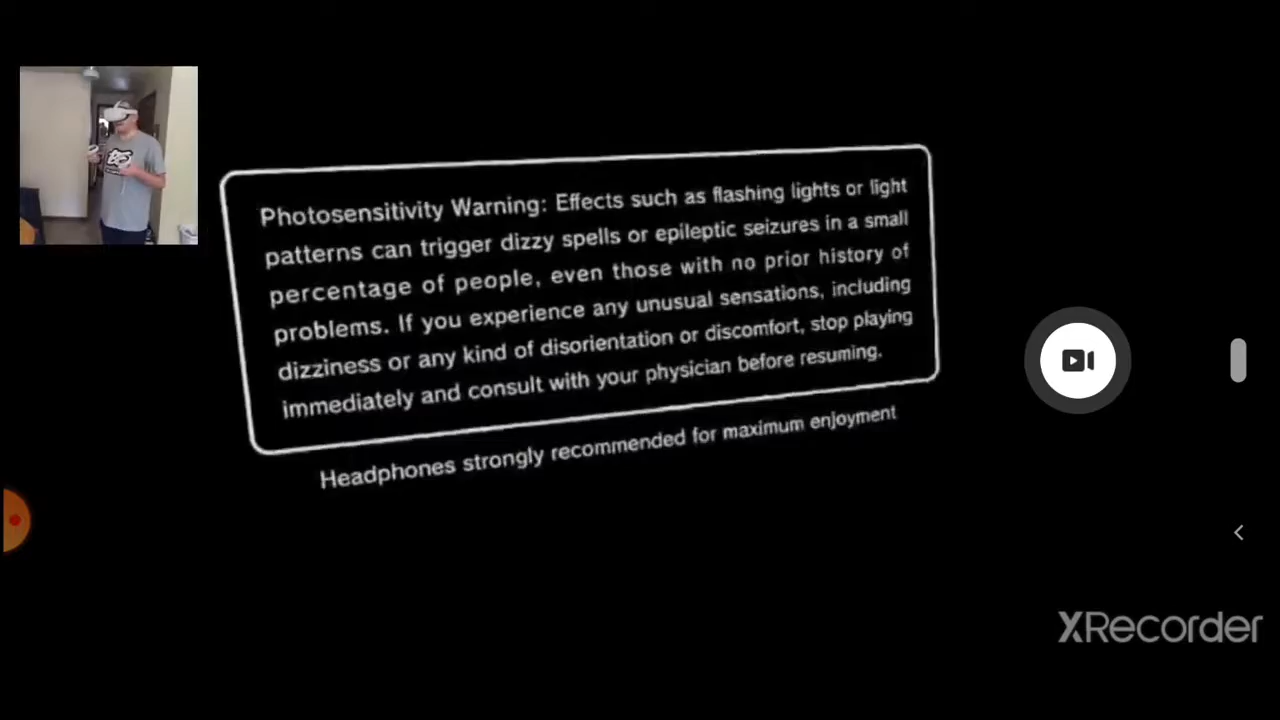 Photosensitivity Warning: Effects such as flashing lights or light
patterns can trigger dizzy spells or epileptic seizures in a small
percentage of people, even those with no prior history of
problems. If you experience any unusual sensations, including
dizziness or any kind of disorientation or discomfort, stop playing
immediately and consult with your physician before resuming.
Headphones strongly recommended for maximum enjoyment
XRecorder